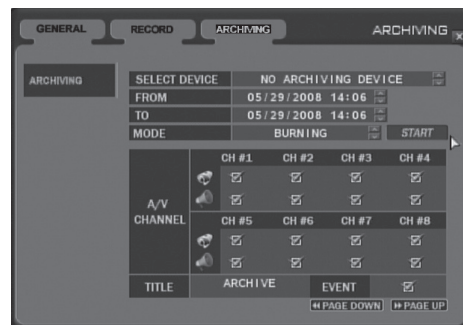 GENERAL RECORD ARCHIVING ARCHIVING x
ARCHIVING
SELECT DEVICE NO ARCHIVING DEVICE
FROM 05/29/2008 14:06
TO 05/29/2008 14:06
MODE BURNING START
CH #1 CH #2 CH #3 CH #4
A/V
CHANNEL
CH #5 CH #6 CH #7 CH #8
TITLE ARCHIVE EVENT
PAGE DOWN PAGE UP